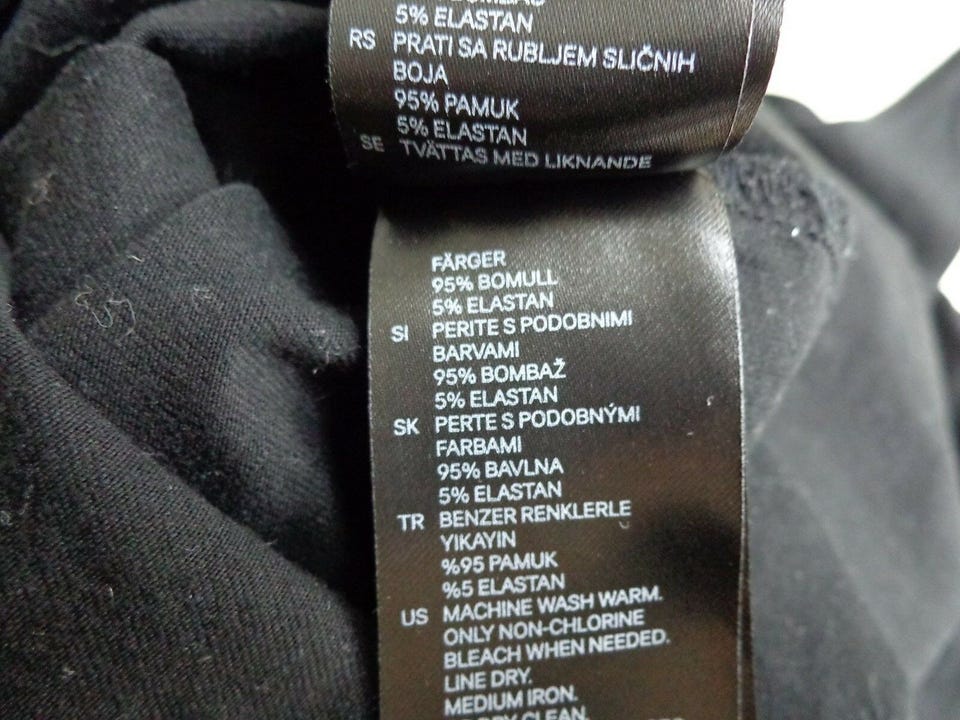 5% ELASTAN
RS PRATI SA RUBLJEM SLIČNIH
BOJA
95% PAMUK
5% ELASTAN
SE TVÄTTAS MED LIKNANDE
FÄRGER
95% BOMULL
5% ELASTAN
SI PERITE S PODOBNIMI
BARVAMI
95% BOMBAŽ
5% ELASTAN
SK PERTE S PODOBNÝMI
FARBAMI
95% BAVLNA
5% ELASTAN
TR BENZER RENKLERLE
YIKAYIN
%95 PAMUK
%5 ELASTAN
US MACHINE WASH WARM.
ONLY NON-CHLORINE
BLEACH WHEN NEEDED.
LINE DRY.
MEDIUM IRON.
CLEAN.